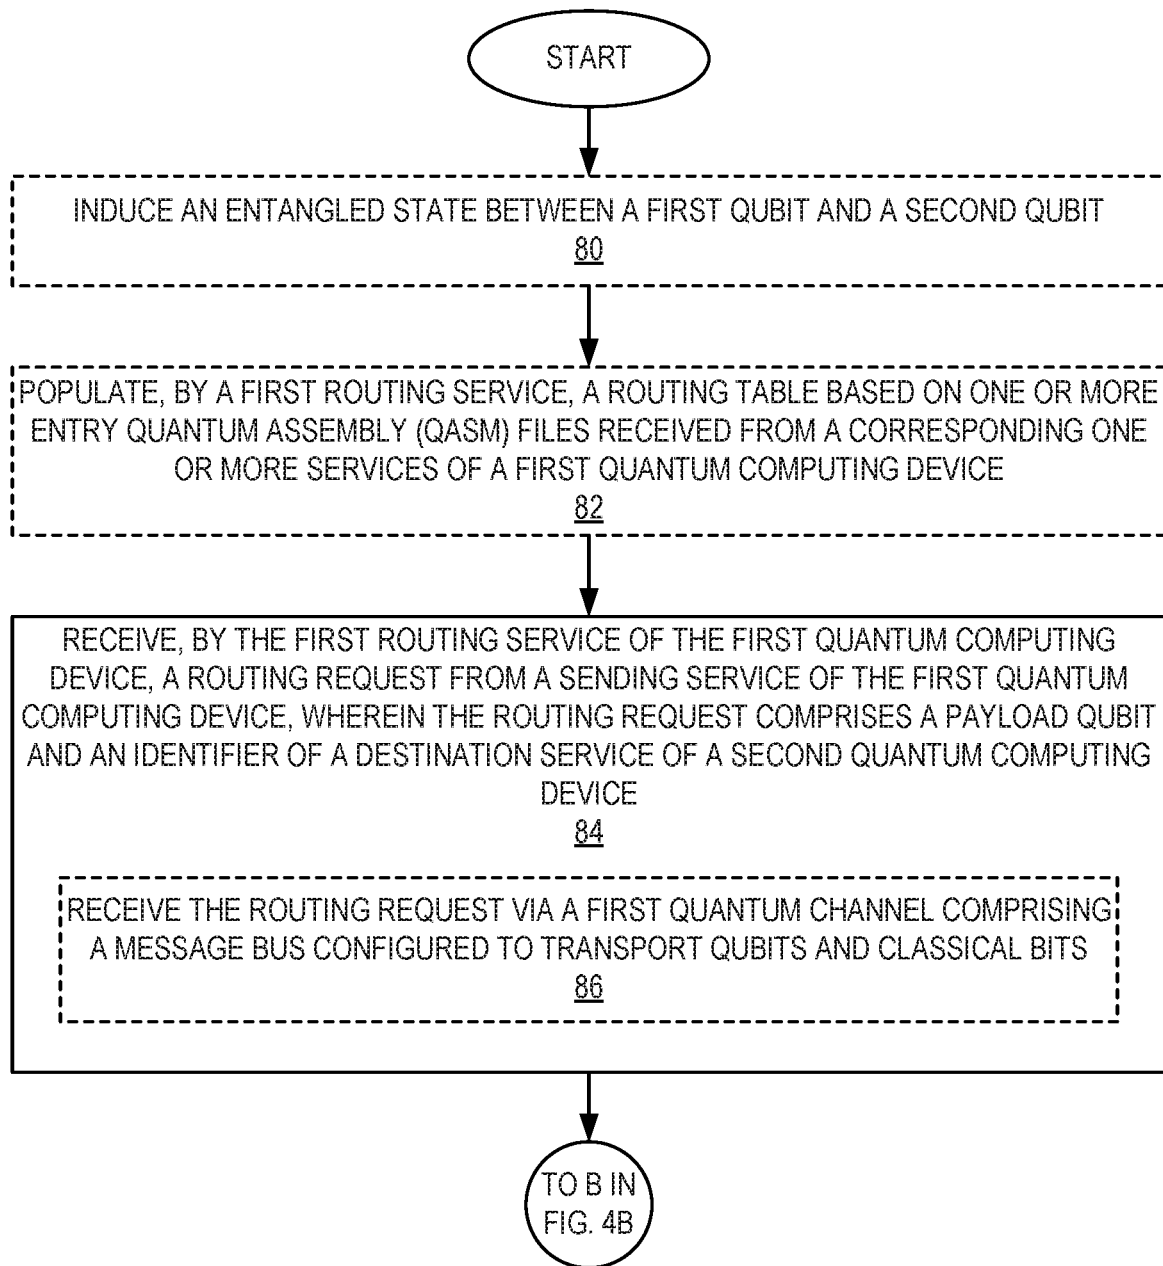 START
INDUCE AN ENTANGLED STATE BETWEEN A FIRST QUBIT AND A SECOND QUBIT
80
POPULATE, BY A FIRST ROUTING SERVICE, A ROUTING TABLE BASED ON ONE OR MORE
ENTRY QUANTUM ASSEMBLY (QASM) FILES RECEIVED FROM A CORRESPONDING ONE
OR MORE SERVICES OF A FIRST QUANTUM COMPUTING DEVICE
82
RECEIVE, BY THE FIRST ROUTING SERVICE OF THE FIRST QUANTUM COMPUTING
DEVICE, A ROUTING REQUEST FROM A SENDING SERVICE OF THE FIRST QUANTUM
COMPUTING DEVICE, WHEREIN THE ROUTING REQUEST COMPRISES A PAYLOAD QUBIT
AND AN IDENTIFIER OF A DESTINATION SERVICE OF A SECOND QUANTUM COMPUTING
DEVICE
84
RECEIVE THE ROUTING REQUEST VIA A FIRST QUANTUM CHANNEL COMPRISING
A MESSAGE BUS CONFIGURED TO TRANSPORT QUBITS AND CLASSICAL BITS
86
TO B IN
FIG. 4B